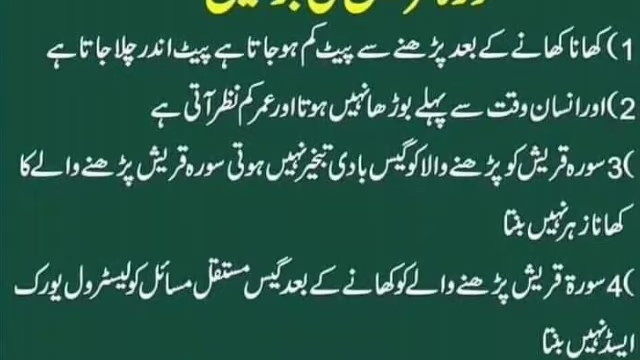 1)کھانا کھانے کے بعد پڑھنے سے پیٹ کم ہو جاتا ہے پیٹ اندر چلا جاتا ہے
2)اور انسان وقت سے پہلے بوڑھا نہیں ہوتا اور عمر کم نظر آتی ہے
3)سورہ قریش کو پڑھنے والا کو گیس بادی تبخیر نہیں ہوتی سورہ قریش پڑھنے والے کا
کھانا زہر نہیں بنتا
4)سورۃ قریش پڑھنے والے کو کھانے کے بعد گیس مستقل مسائل کولیسٹرول یورک
ایسڈ نہیں بنتا